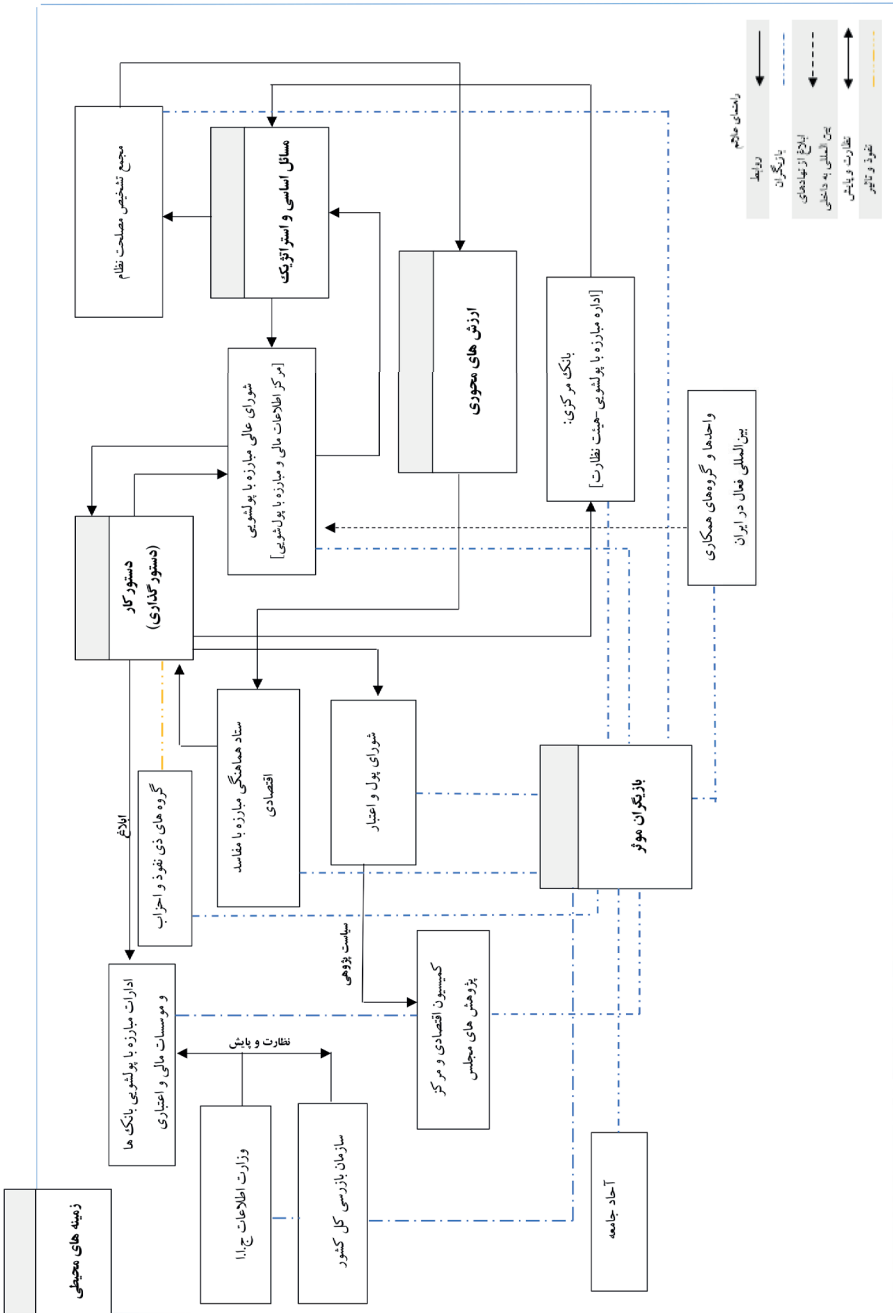 راهنمای علائم
روابط
بازیگران
ابلاغ از نهادهای
بین المللی به داخلی
نظارت و پایش
نفوذ و تاثیر
مجمع تشخیص مصلحت نظام
مسائل اساسی و استراتژیک
ارزش های محوری
بانک مرکزی:
[اداره مبارزه با پولشویی-هیئت نظارت]
شورای عالی مبارزه با پولشویی
[مرکز اطلاعات مالی و مبارزه با پول‌شویی]
واحدها و گروه‌های همکاری
بین‌المللی فعال در ایران
دستور کار
(دستور گذاری)
ستاد هماهنگی مبارزه با مفاسد
اقتصادی
شورای پول و اعتبار
بازیگران موثر
گروه های ذی نفوذ و احزاب
ابلاغ
سیاست پژوهی
ادارات مبارزه با پولشویی بانک ها
و موسسات مالی و اعتباری
کمیسیون اقتصادی و مرکز
پژوهش های مجلس
نظارت و پایش
وزارت اطلاعات ج.ا.ا
سازمان بازرسی کل کشور
آحاد جامعه
زمینه های محیطی